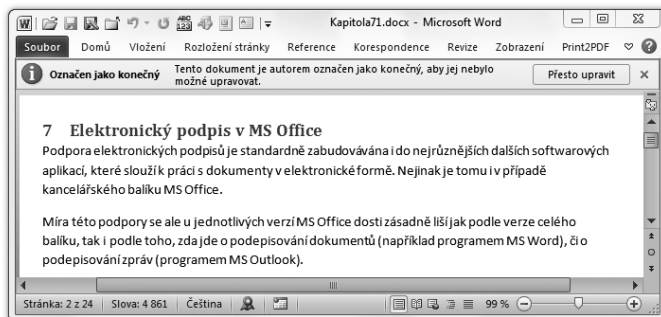 Kapitola71.docx - Microsoft Word
Soubor Domů Vložení Rozložení stránky Reference Korespondence Revize Zobrazení Print2PDF
Označen jako konečný Tento dokument je autorem označen jako konečný, aby jej nebylo
možné upravovat.
Přesto upravit
7 Elektronický podpis v MS Office
Podpora elektronických podpisů je standardně zabudovávána i do nejrůznějších dalších softwarových
aplikací, které slouží k práci s dokumenty v elektronické formě. Nejinak je tomu i v případě
kancelářského balíku MS Office.
Míra této podpory se ale u jednotlivých verzí MS Office dosti zásadně liší jak podle verze celého
balíku, tak i podle toho, zda jde o podepisování dokumentů (například programem MS Word), či o
podepisování zpráv (programem MS Outlook).
Stránka: 2 z 24 Slova: 4 861 Čeština 99 %